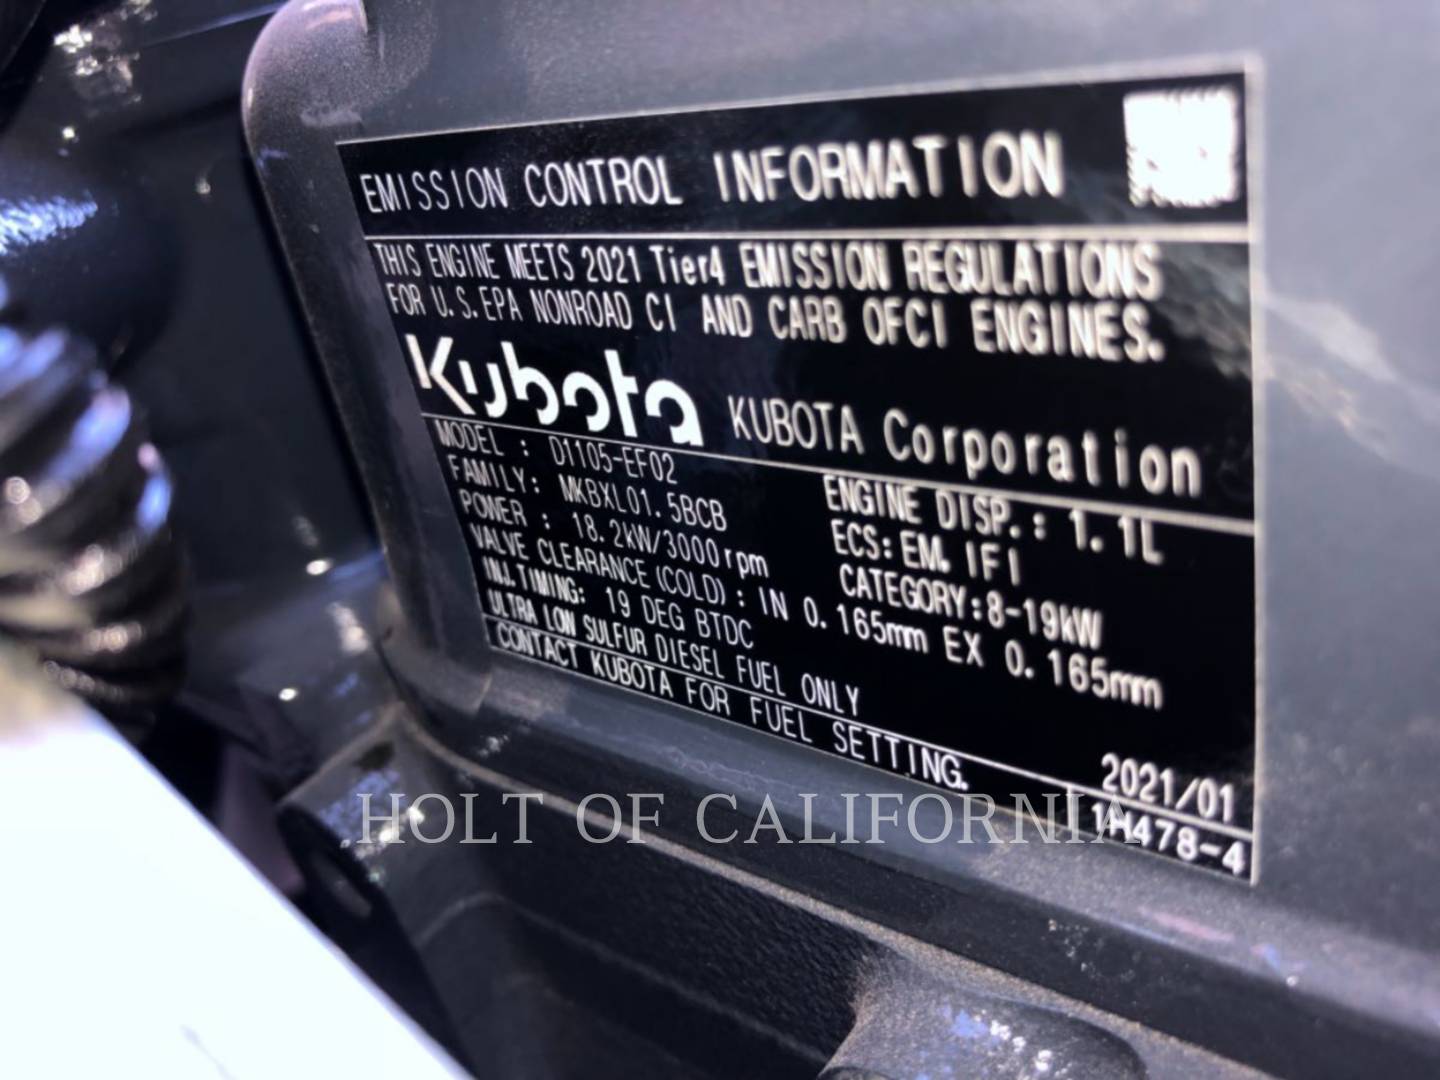 EMISSION CONTROL INFORMATION
THIS ENGINE MEETS 2021 Tier4 EMISSION REGULATIONS
FOR U.S.EPA NONROAD CI AND CARB OFCI ENGINES.
Kubota KUBOTA Corporation
MODEL : D1105-EF02
FAMILY: MKBXL01.5BCB
POWER : 18.2kW/3000rpm
ENGINE DISP.: 1.1L
ECS:EM, IFI
CATEGORY:8-19kW
VALVE CLEARANCE(COLD): IN 0.165mm EX 0.165mm
INJ.TIMING: 19 DEG BTDC
ULTRA LOW SULFUR DIESEL FUEL ONLY
CONTACT KUBOTA FOR FUEL SETTING.
2021/01
1H478-4
HOLT OF CALIFORNIA